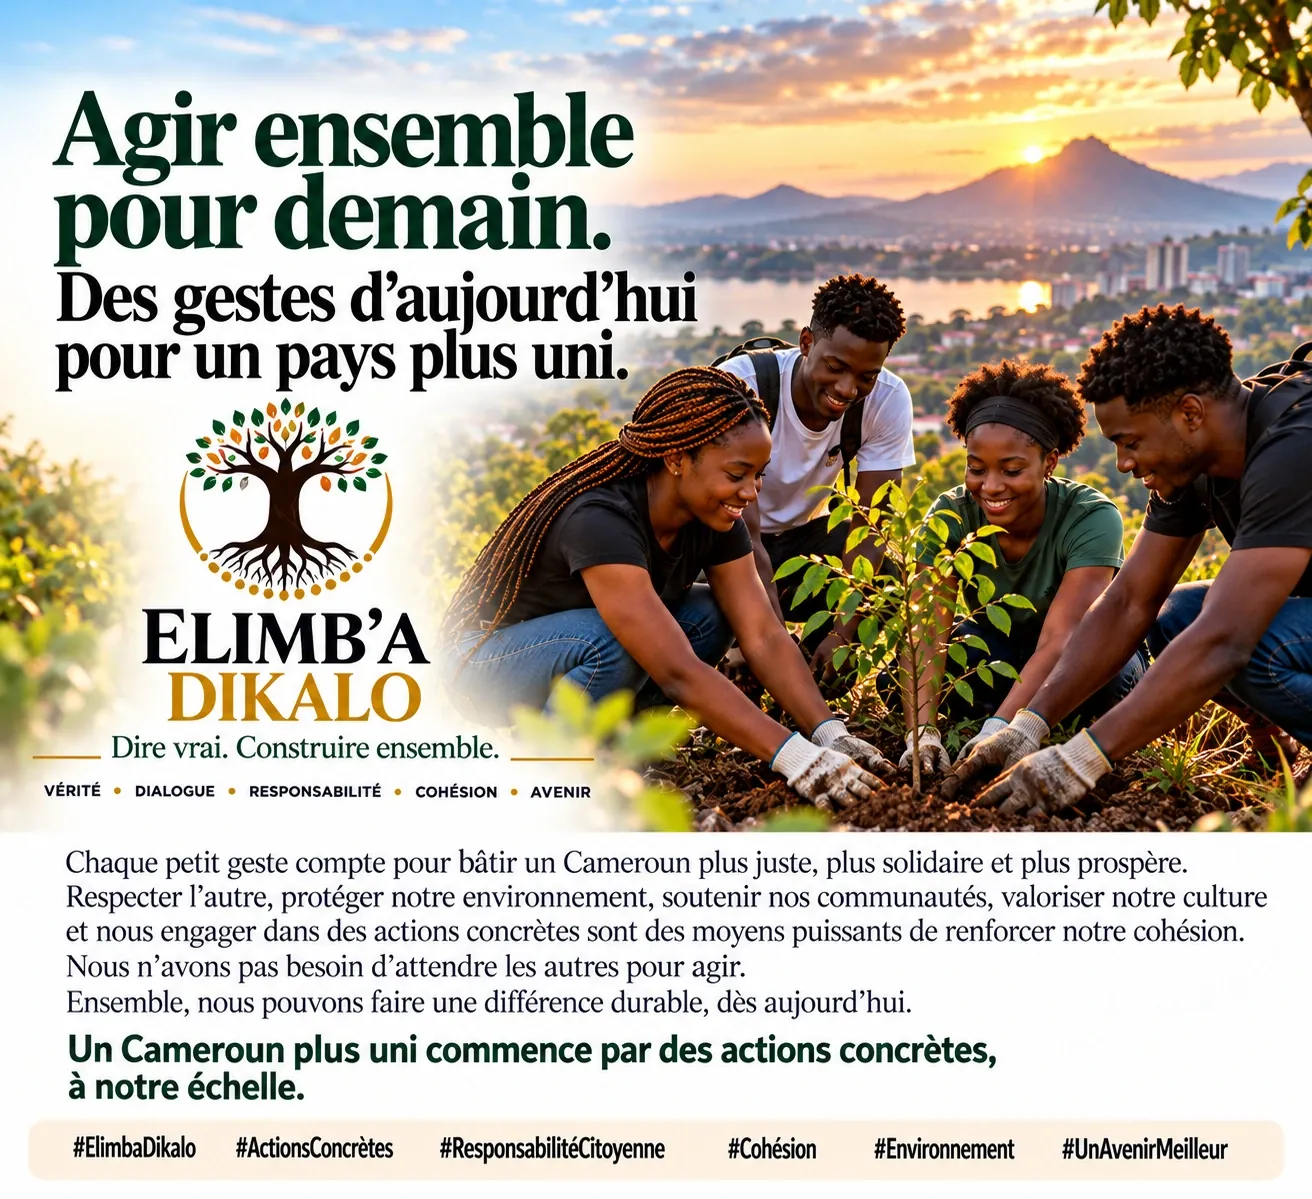 Agir ensemble
pour demain.
Des gestes d’aujourd’hui
pour un pays plus uni.
ELIMB’A
DIKALO
Dire vrai. Construire ensemble.
VÉRITÉ • DIALOGUE • RESPONSABILITÉ • COHÉSION • AVENIR
Chaque petit geste compte pour bâtir un Cameroun plus juste, plus solidaire et plus prospère.
Respecter l’autre, protéger notre environnement, soutenir nos communautés, valoriser notre culture
et nous engager dans des actions concrètes sont des moyens puissants de renforcer notre cohésion.
Nous n’avons pas besoin d’attendre les autres pour agir.
Ensemble, nous pouvons faire une différence durable, dès aujourd’hui.
Un Cameroun plus uni commence par des actions concrètes,
à notre échelle.
#ElimbaDikalo #ActionsConcrètes #ResponsabilitéCitoyenne #Cohésion #Environnement #UnAvenirMeilleur